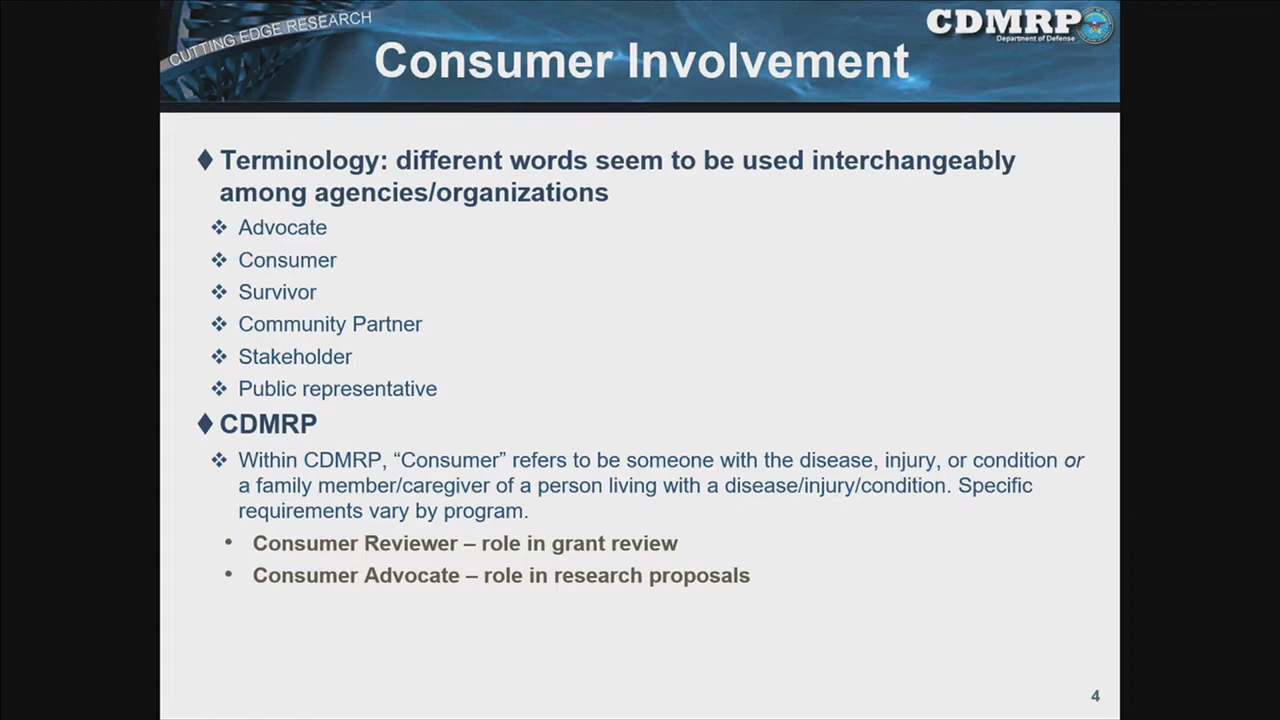 CUTTING EDGE RESEARCH
CDMRP
Department of Defense
Consumer Involvement
Terminology: different words seem to be used interchangeably
among agencies/organizations
Advocate
Consumer
Survivor
Community Partner
Stakeholder
Public representative
CDMRP
Within CDMRP, “Consumer” refers to be someone with the disease, injury, or condition or
a family member/caregiver of a person living with a disease/injury/condition. Specific
requirements vary by program.
• Consumer Reviewer – role in grant review
• Consumer Advocate – role in research proposals
4